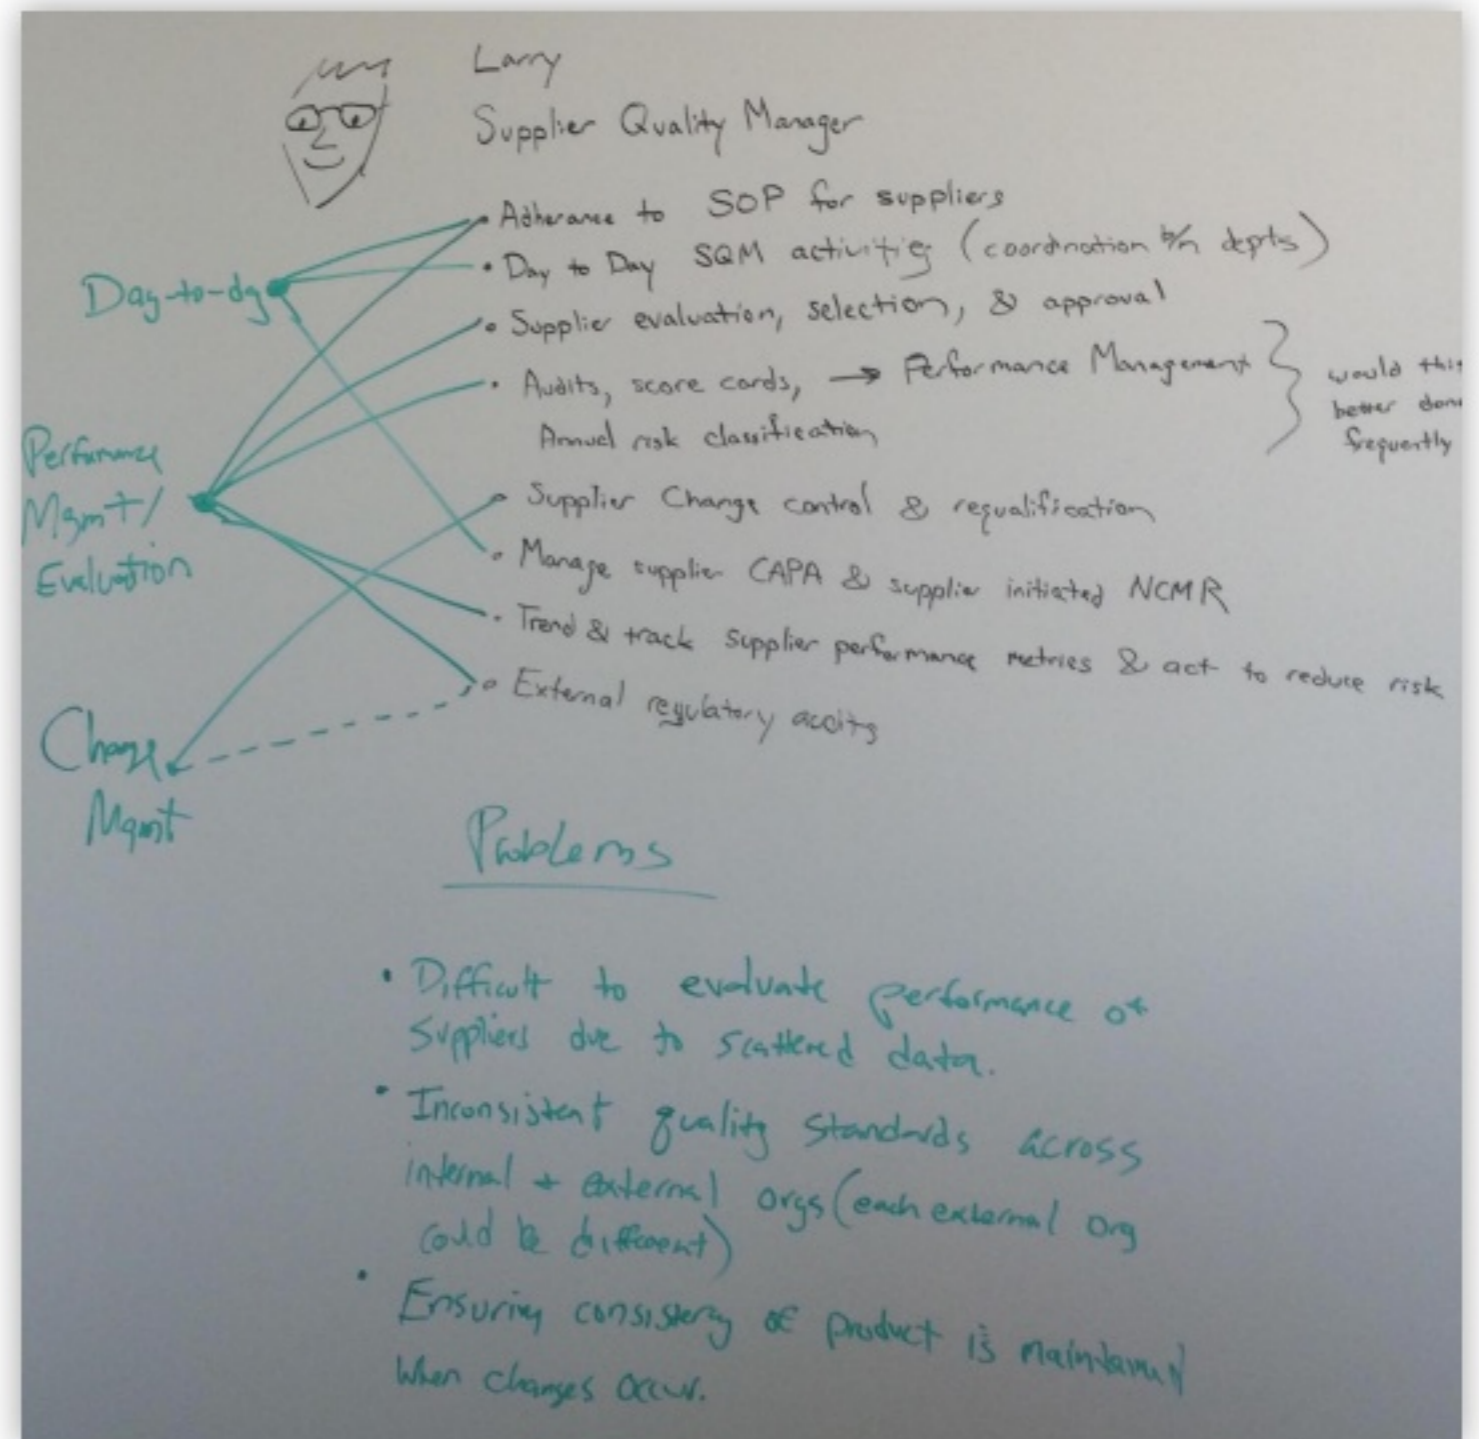 Larry
Supplier Quality Manager
• Adherance to SOP for suppliers
• Day to Day SQM activities (coordination b/n depts)
• Supplier evaluation, selection, & approval
• Audits, score cards, → Performance Management
Annual risk classification
would this
better done
frequently
• Supplier Change control & requalification
• Manage supplier CAPA & supplier initiated NCMR
• Trend & track supplier performance metrics & act to reduce risk
• External regulatory audits
Day-to-day
Performance
Mgmt/
Evaluation
Change
Mgmt
Problems
• Difficult to evaluate performance of
suppliers due to scattered data.
• Inconsistent quality standards across
internal + external orgs (each external org
could be different)
• Ensuring consistency of product is maintained
when changes occur.